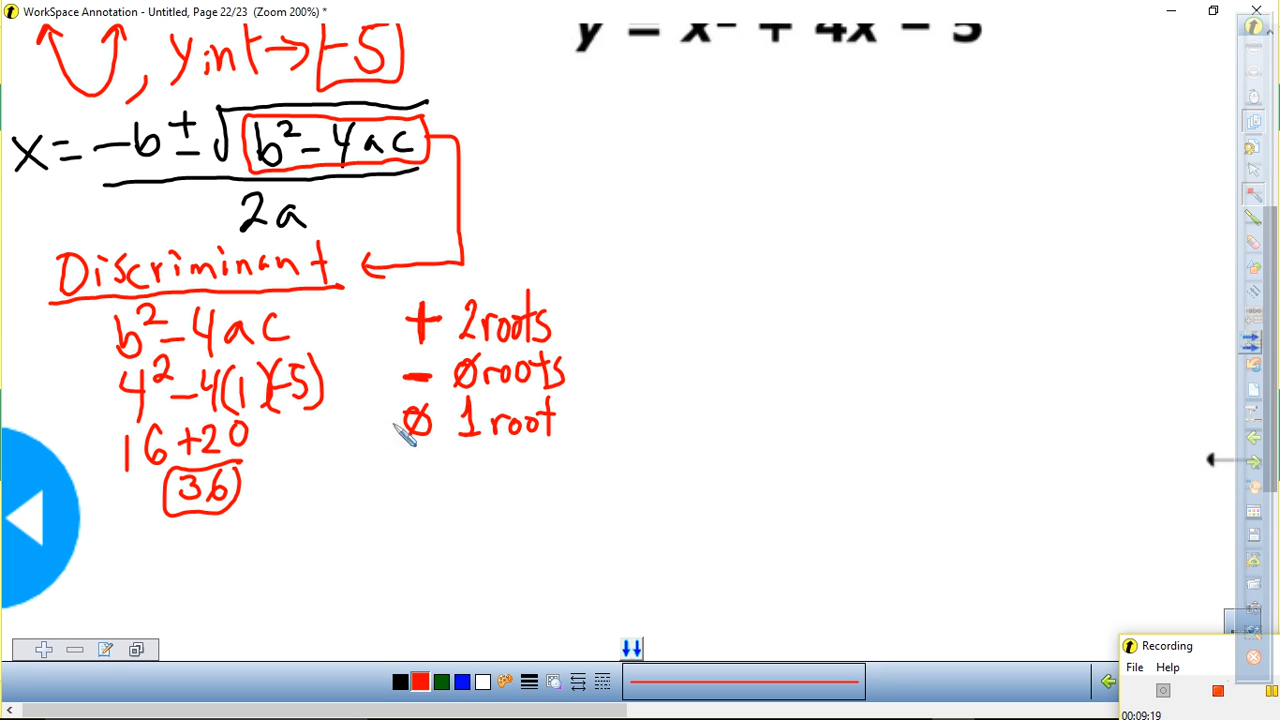 WorkSpace Annotation - Untitled, Page 22/23 (Zoom 200%) *
y = x² + 4x - 5
, y int → -5
x = -b ± √b² - 4ac
2a
Discriminant
b² - 4ac
4² - 4(1)(-5)
16 + 20
36
+ 2 roots
- Ø roots
Ø 1 root
Recording
File Help
00:09:19